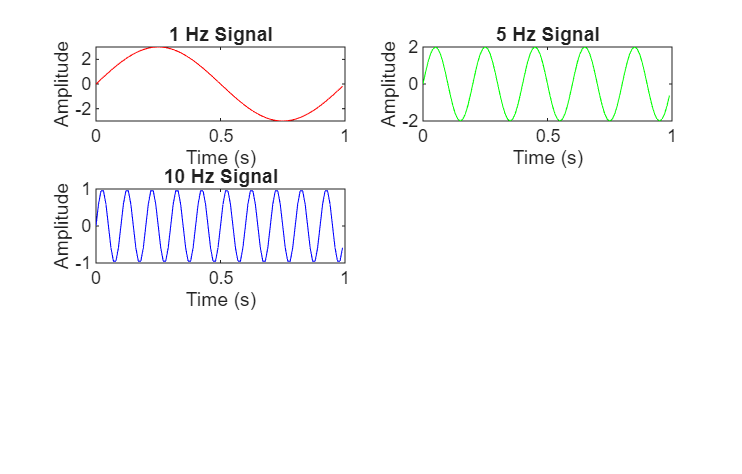 1 Hz Signal
Amplitude
2
0
-2
0 0.5 1
Time (s)
5 Hz Signal
Amplitude
2
0
-2
0 0.5 1
Time (s)
10 Hz Signal
Amplitude
1
0
-1
0 0.5 1
Time (s)